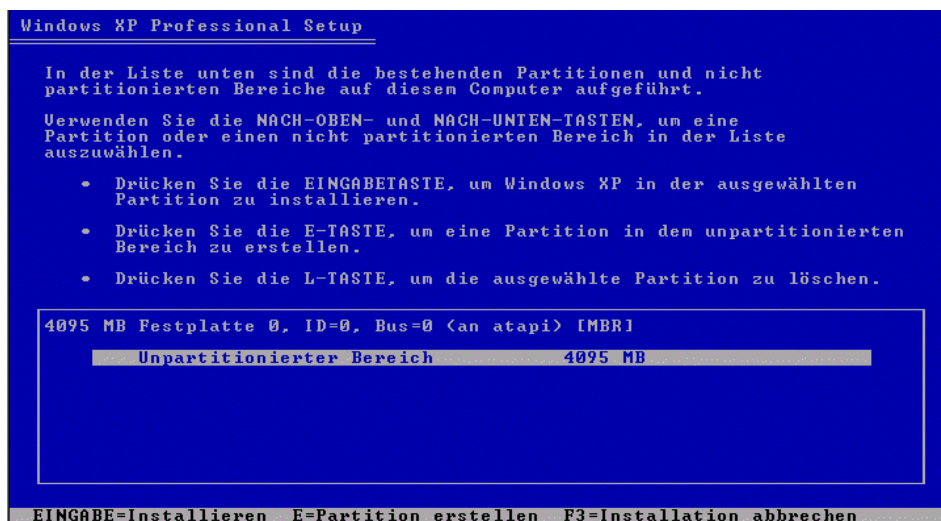 Windows XP Professional Setup
In der Liste unten sind die bestehenden Partitionen und nicht
partitionierten Bereiche auf diesem Computer aufgeführt.
Verwenden Sie die NACH-OBEN- und NACH-UNTEN-TASTEN, um eine
Partition oder einen nicht partitionierten Bereich in der Liste
auszuwählen.
• Drücken Sie die EINGABETASTE, um Windows XP in der ausgewählten
Partition zu installieren.
• Drücken Sie die E-TASTE, um eine Partition in dem unpartitionierten
Bereich zu erstellen.
• Drücken Sie die L-TASTE, um die ausgewählte Partition zu löschen.
4095 MB Festplatte 0, ID=0, Bus=0 (an atapi) [MBR]
Unpartitionierter Bereich 4095 MB
EINGABE=Installieren E=Partition erstellen F3=Installation abbrechen